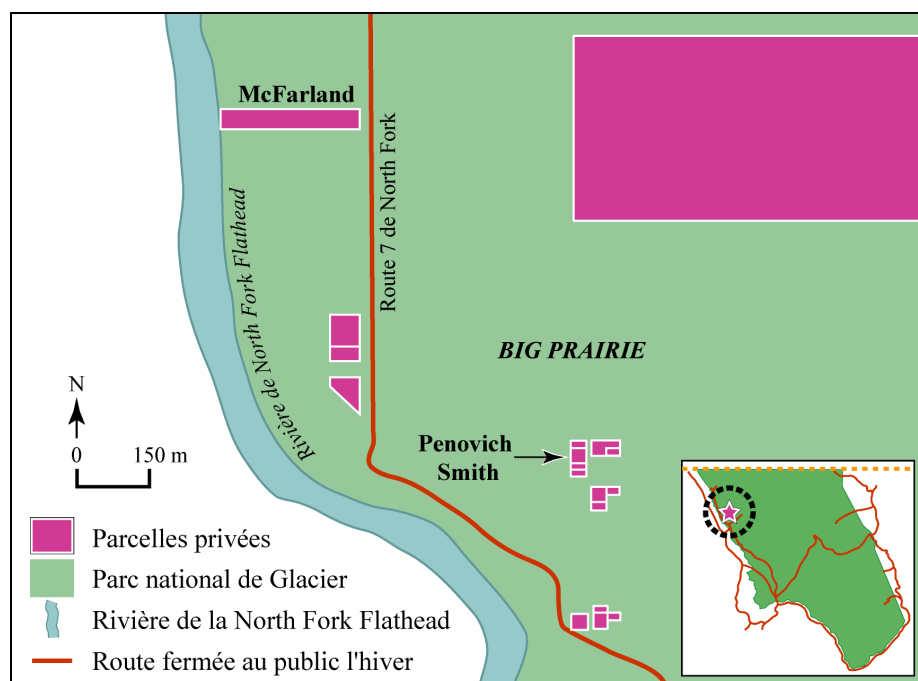 McFarland
Route 7 de North Fork
Rivière de North Fork Flathead
BIG PRAIRIE
N
0 150 m
Penovich
Smith
Parcelles privées
Parc national de Glacier
Rivière de la North Fork Flathead
Route fermée au public l'hiver